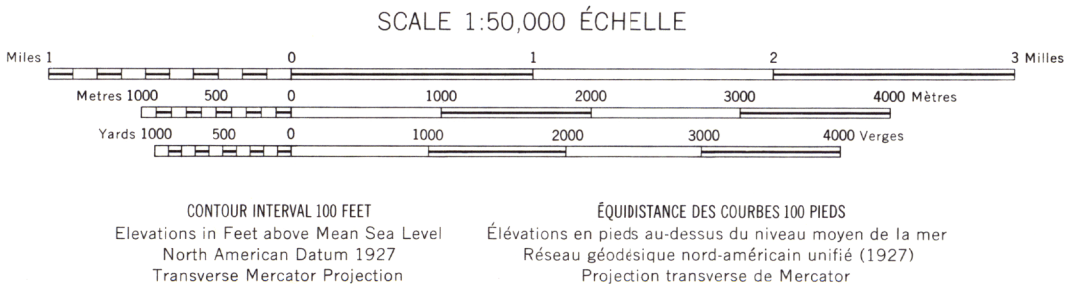 SCALE 1:50,000 ÉCHELLE
Miles 1 0 1 2 3 Milles
Metres 1000 500 0 1000 2000 3000 4000 Mètres
Yards 1000 500 0 1000 2000 3000 4000 Verges
CONTOUR INTERVAL 100 FEET
Elevations in Feet above Mean Sea Level
North American Datum 1927
Transverse Mercator Projection
ÉQUIDISTANCE DES COURBES 100 PIEDS
Élévations en pieds au-dessus du niveau moyen de la mer
Réseau géodésique nord-américain unifié (1927)
Projection transverse de Mercator